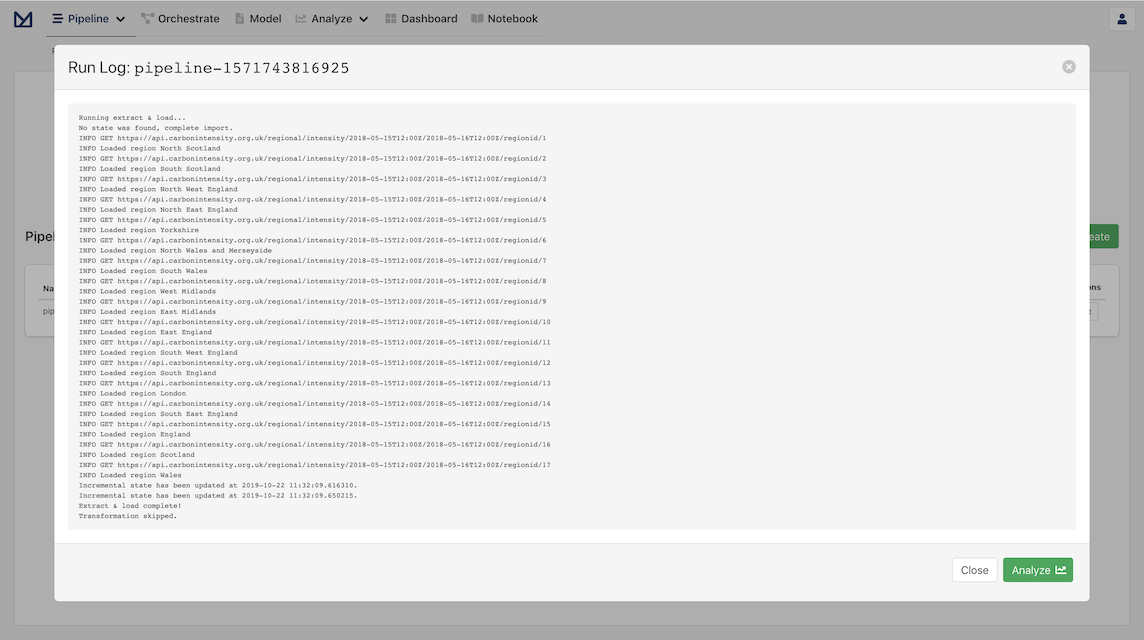 Pipeline
Orchestrate
Model
Analyze
Dashboard
Notebook
Run Log: pipeline-1571743816925
Running extract & load...
No state was found, complete import.
INFO GET https://api.carbonintensity.org.uk/regional/intensity/2018-05-15T12:00Z/2018-05-16T12:00Z/regionid/1
INFO Loaded region North Scotland
INFO GET https://api.carbonintensity.org.uk/regional/intensity/2018-05-15T12:00Z/2018-05-16T12:00Z/regionid/2
INFO Loaded region South Scotland
INFO GET https://api.carbonintensity.org.uk/regional/intensity/2018-05-15T12:00Z/2018-05-16T12:00Z/regionid/3
INFO Loaded region North West England
INFO GET https://api.carbonintensity.org.uk/regional/intensity/2018-05-15T12:00Z/2018-05-16T12:00Z/regionid/4
INFO Loaded region North East England
INFO GET https://api.carbonintensity.org.uk/regional/intensity/2018-05-15T12:00Z/2018-05-16T12:00Z/regionid/5
INFO Loaded region Yorkshire
INFO GET https://api.carbonintensity.org.uk/regional/intensity/2018-05-15T12:00Z/2018-05-16T12:00Z/regionid/6
INFO Loaded region North Wales and Merseyside
INFO GET https://api.carbonintensity.org.uk/regional/intensity/2018-05-15T12:00Z/2018-05-16T12:00Z/regionid/7
INFO Loaded region South Wales
INFO GET https://api.carbonintensity.org.uk/regional/intensity/2018-05-15T12:00Z/2018-05-16T12:00Z/regionid/8
INFO Loaded region West Midlands
INFO GET https://api.carbonintensity.org.uk/regional/intensity/2018-05-15T12:00Z/2018-05-16T12:00Z/regionid/9
INFO Loaded region East Midlands
INFO GET https://api.carbonintensity.org.uk/regional/intensity/2018-05-15T12:00Z/2018-05-16T12:00Z/regionid/10
INFO Loaded region East England
INFO GET https://api.carbonintensity.org.uk/regional/intensity/2018-05-15T12:00Z/2018-05-16T12:00Z/regionid/11
INFO Loaded region South West England
INFO GET https://api.carbonintensity.org.uk/regional/intensity/2018-05-15T12:00Z/2018-05-16T12:00Z/regionid/12
INFO Loaded region South England
INFO GET https://api.carbonintensity.org.uk/regional/intensity/2018-05-15T12:00Z/2018-05-16T12:00Z/regionid/13
INFO Loaded region London
INFO GET https://api.carbonintensity.org.uk/regional/intensity/2018-05-15T12:00Z/2018-05-16T12:00Z/regionid/14
INFO Loaded region South East England
INFO GET https://api.carbonintensity.org.uk/regional/intensity/2018-05-15T12:00Z/2018-05-16T12:00Z/regionid/15
INFO Loaded region England
INFO GET https://api.carbonintensity.org.uk/regional/intensity/2018-05-15T12:00Z/2018-05-16T12:00Z/regionid/16
INFO Loaded region Scotland
INFO GET https://api.carbonintensity.org.uk/regional/intensity/2018-05-15T12:00Z/2018-05-16T12:00Z/regionid/17
INFO Loaded region Wales
Incremental state has been updated at 2019-10-22 11:32:09.616310.
Incremental state has been updated at 2019-10-22 11:32:09.650215.
Extract & load complete!
Transformation skipped.
Pipel
eate
Na
ons
pip
Close
Analyze